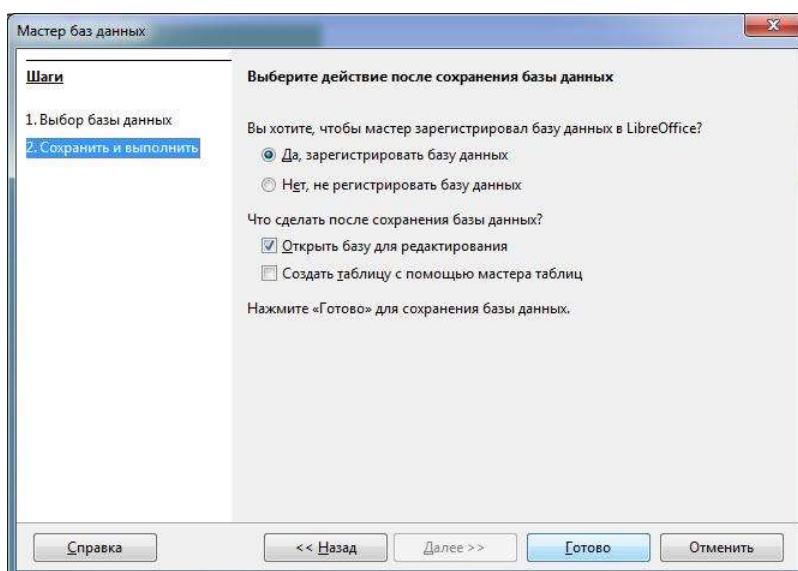 Мастер баз данных
Шаги
1. Выбор базы данных
2. Сохранить и выполнить
Выберите действие после сохранения базы данных
Вы хотите, чтобы мастер зарегистрировал базу данных в LibreOffice?
Да, зарегистрировать базу данных
Нет, не регистрировать базу данных
Что сделать после сохранения базы данных?
Открыть базу для редактирования
Создать таблицу с помощью мастера таблиц
Нажмите «Готово» для сохранения базы данных.
Справка
<< Назад
Далее >>
Готово
Отменить